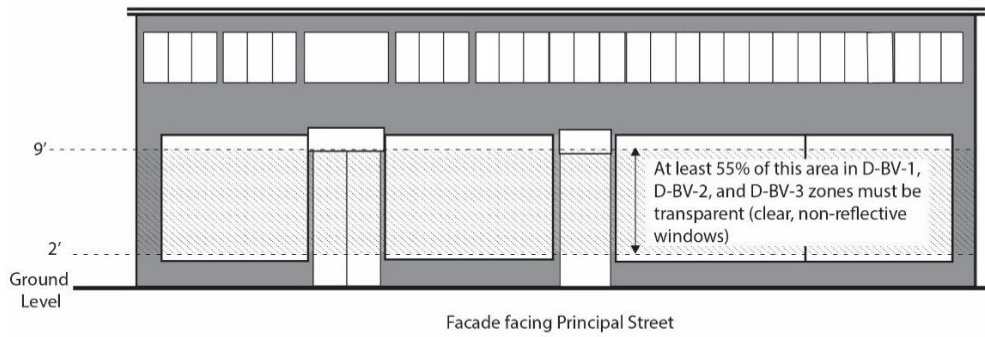 9’
At least 55% of this area in D-BV-1,
D-BV-2, and D-BV-3 zones must be
transparent (clear, non-reflective
windows)
2’
Ground
Level
Facade facing Principal Street